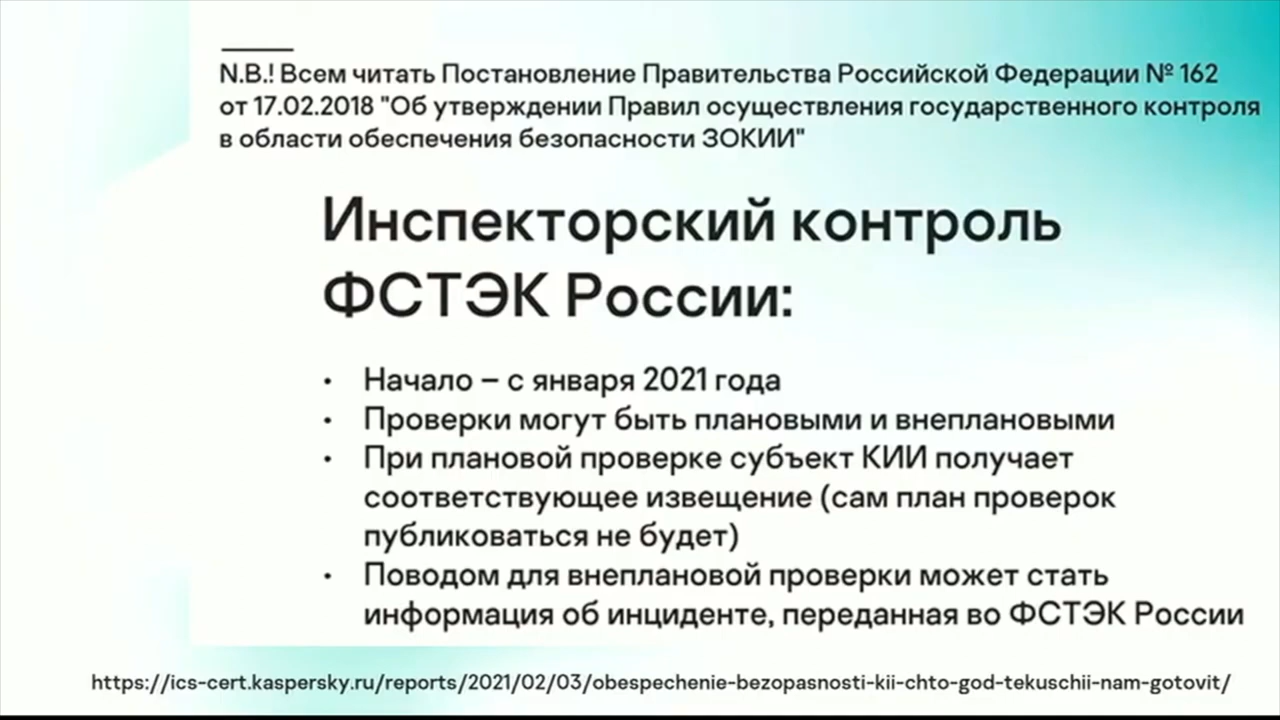 N.B.! Всем читать Постановление Правительства Российской Федерации № 162
от 17.02.2018 "Об утверждении Правил осуществления государственного контроля
в области обеспечения безопасности ЗОКИИ"
Инспекторский контроль
ФСТЭК России:
• Начало – с января 2021 года
• Проверки могут быть плановыми и внеплановыми
• При плановой проверке субъект КИИ получает
соответствующее извещение (сам план проверок
публиковаться не будет)
• Поводом для внеплановой проверки может стать
информация об инциденте, переданная во ФСТЭК России
https://ics-cert.kaspersky.ru/reports/2021/02/03/obespechenie-bezopasnosti-kii-chto-god-tekuschii-nam-gotovit/